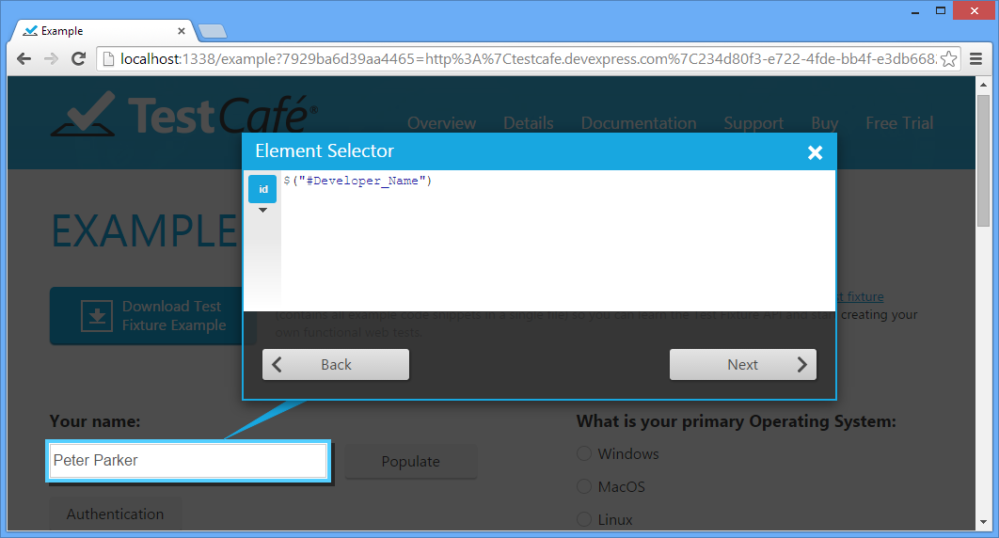 Example
localhost:1338/example?7929ba6d39aa4465=http%3A%7Ctestcafe.devexpress.com%7C234d80f3-e722-4fde-bb4f-e3db668
TestCafé®
Overview Details Documentation Support Buy Free Trial
Element Selector
id
$("#Developer_Name")
EXAMPLE
Download Test
Fixture Example
t fixture
(contains all example code snippets in a single file) so you can learn the Test Fixture API and start creating your
own functional web tests.
Back
Next
Your name:
Peter Parker
Populate
Authentication
What is your primary Operating System:
Windows
MacOS
Linux